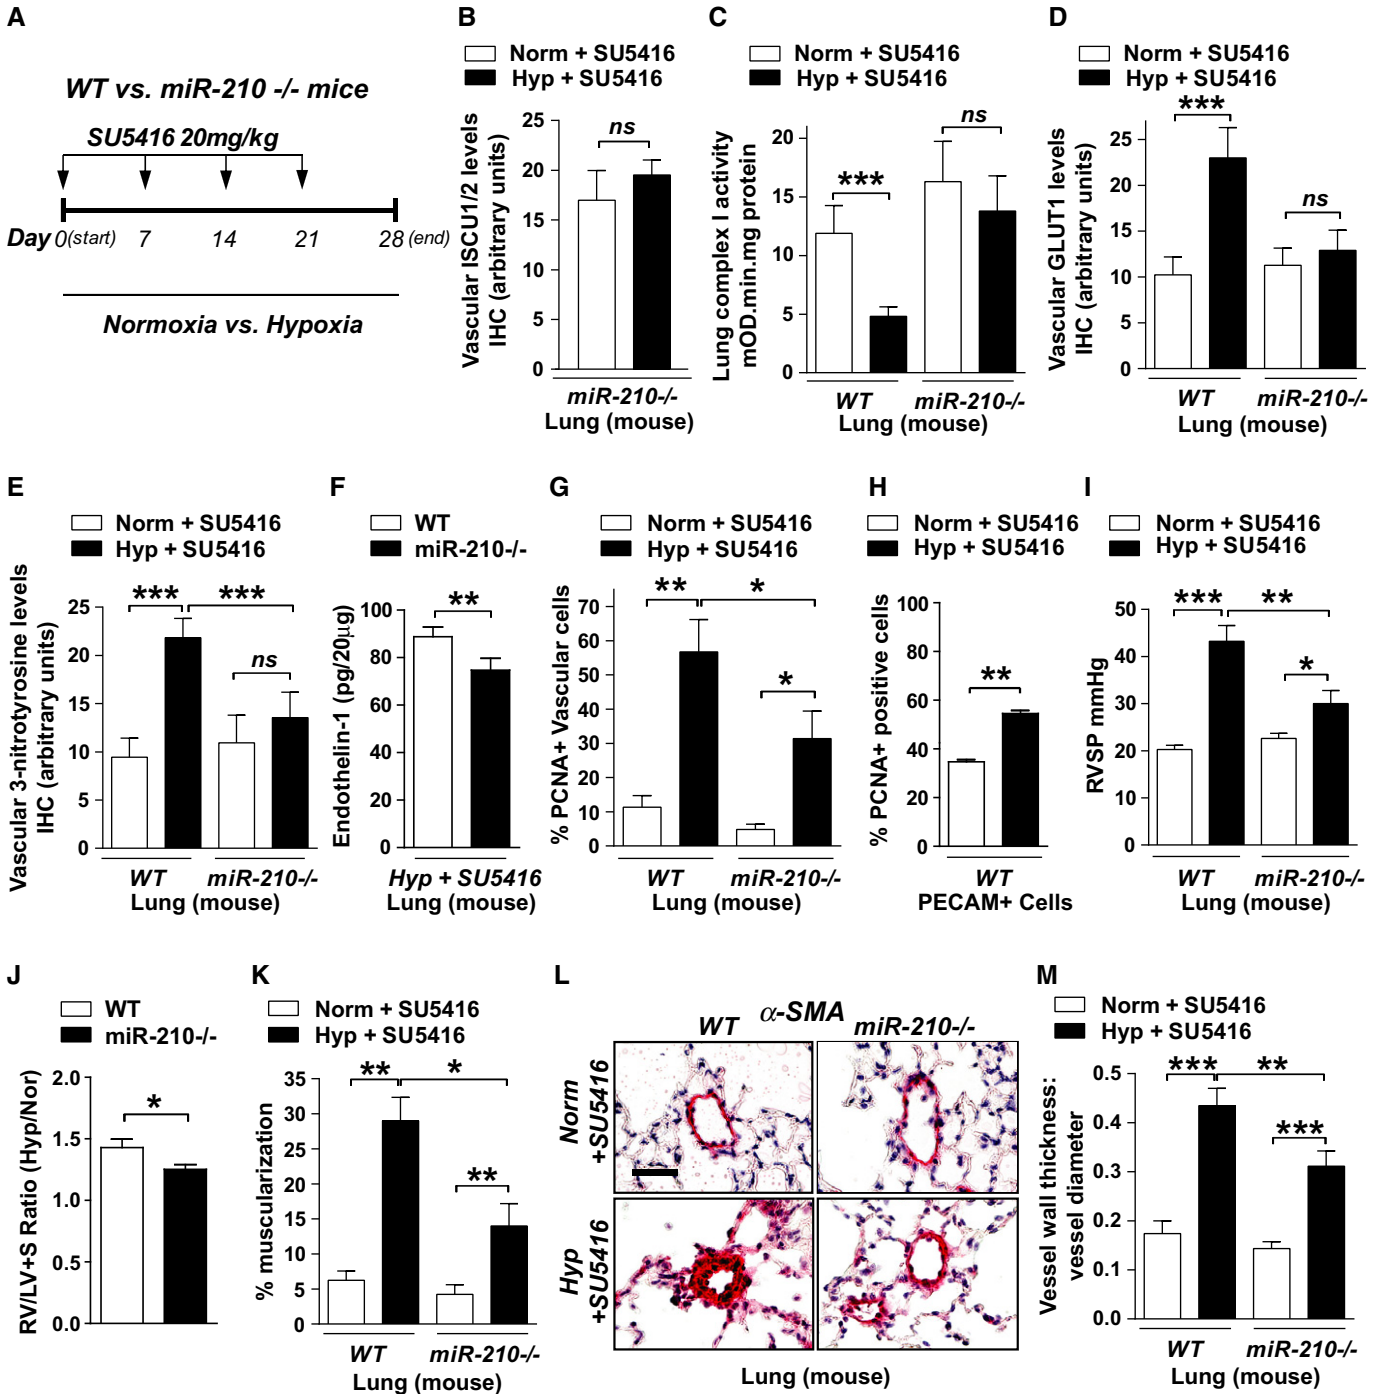 A
WT vs. miR-210 -/- mice
SU5416 20mg/kg
Day 0(start) 7 14 21 28 (end)
Normoxia vs. Hypoxia
B
Norm + SU5416
Hyp + SU5416
Vascular ISCU1/2 levels
IHC (arbitrary units)
25
20
15
10
5
0
ns
miR-210-/-
Lung (mouse)
C
Norm + SU5416
Hyp + SU5416
Lung complex I activity
mOD.min.mg protein
20
15
10
5
0
***
ns
WT miR-210-/-
Lung (mouse)
D
Norm + SU5416
Hyp + SU5416
Vascular GLUT1 levels
IHC (arbitrary units)
25
20
15
10
5
0
***
ns
WT miR-210-/-
Lung (mouse)
E
Norm + SU5416
Hyp + SU5416
Vascular 3-nitrotyrosine levels
IHC (arbitrary units)
25
20
15
10
5
0
*** ***
ns
WT miR-210-/-
Lung (mouse)
F
WT
miR-210-/-
Endothelin-1 (pg/20μg)
100
80
60
40
20
0
**
Hyp + SU5416
Lung (mouse)
G
Norm + SU5416
Hyp + SU5416
% PCNA+ Vascular cells
70
60
50
40
30
20
10
0
** *
*
WT miR-210-/-
Lung (mouse)
H
Norm + SU5416
Hyp + SU5416
% PCNA+ positive cells
100
80
60
40
20
0
**
WT
PECAM+ Cells
I
Norm + SU5416
Hyp + SU5416
RVSP mmHg
50
40
30
20
10
0
*** **
*
WT miR-210-/-
Lung (mouse)
J
WT
miR-210-/-
RV/LV+S Ratio (Hyp/Nor)
2.0
1.5
1.0
0.5
0.0
*
K
Norm + SU5416
Hyp + SU5416
% muscularization
35
30
25
20
15
10
5
0
** *
**
WT miR-210-/-
Lung (mouse)
L
α-SMA
WT miR-210-/-
Norm
+SU5416
Hyp
+SU5416
Lung (mouse)
M
Norm + SU5416
Hyp + SU5416
Vessel wall thickness:
vessel diameter
0.5
0.4
0.3
0.2
0.1
0.0
*** **
***
WT miR-210-/-
Lung (mouse)